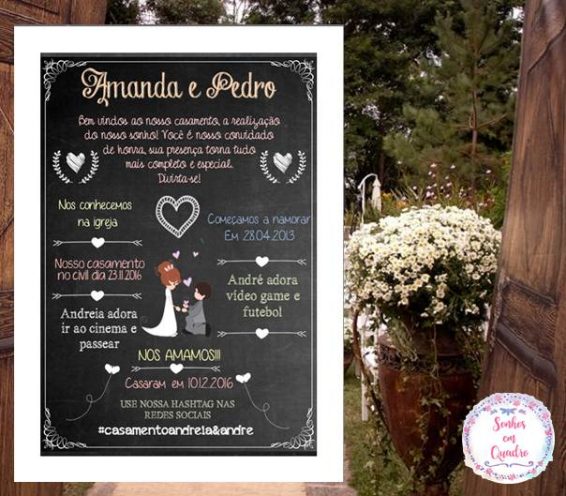 Amanda e Pedro
Bem vindos ao nosso casamento, a realização
do nosso sonho! Você é nosso convidado
de honra, sua presença torna tudo
mais completo e especial.
Divirta-se!
Nos conhecemos
na igreja
Começamos a namorar
Em 28.04.2013
Nosso casamento
no civil dia 23.11.2016
André adora
vídeo game e
futebol
Andreia adora
ir ao cinema e
passear
NOS AMAMOS!!!
Casaram em 10.12.2016
USE NOSSA HASHTAG NAS
REDES SOCIAIS
#casamentoandreia&andre
Sonhos
em
Quadro